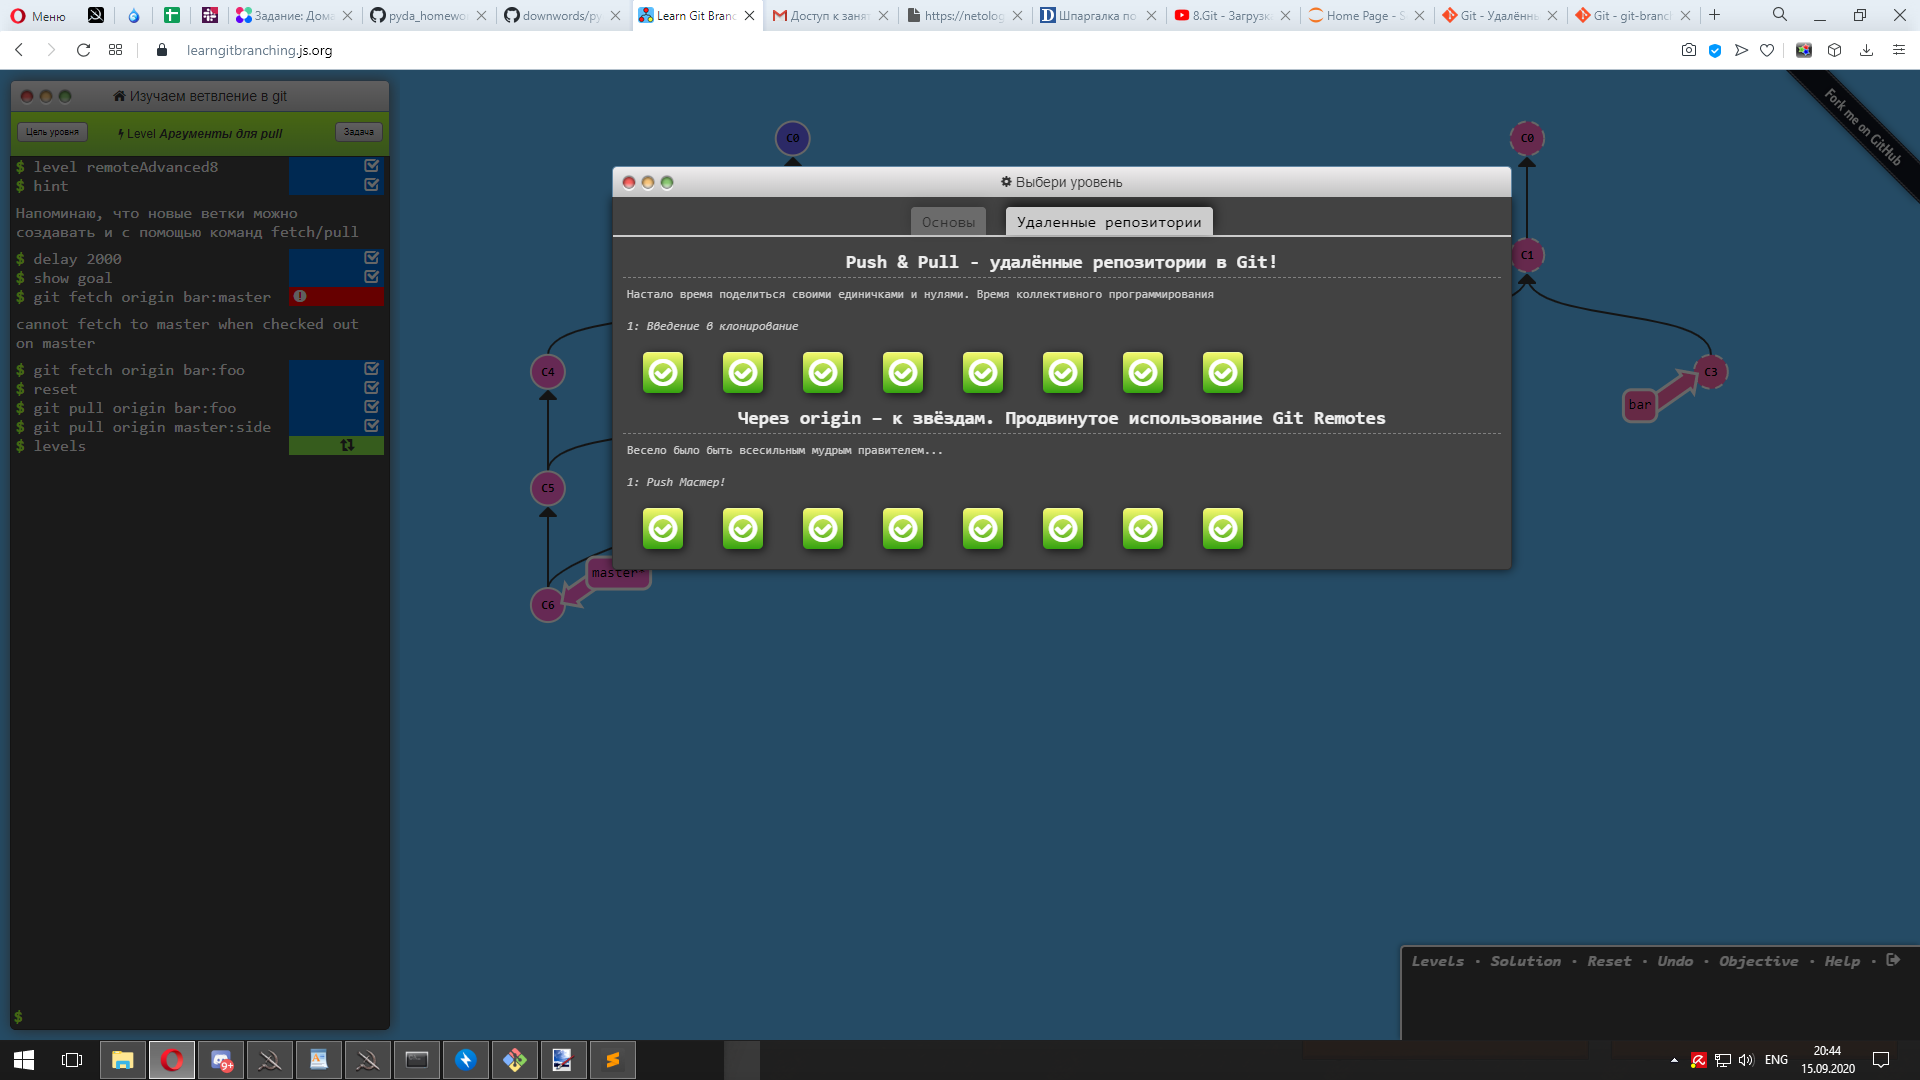 Меню
Задание: Дома
pyda_homewo
downwords/py
Learn Git Branc
Доступ к занят
https://netolog
Шпаргалка по
8.Git - Загрузк
Home Page - S
Git - Удалённы
Git - git-branch
learngitbranching.js.org
Изучаем ветвление в git
Цель уровня
Level Аргументы для pull
Задача
$ level remoteAdvanced8
$ hint
Напоминаю, что новые ветки можно
создавать и с помощью команд fetch/pull
$ delay 2000
$ show goal
$ git fetch origin bar:master
cannot fetch to master when checked out
on master
$ git fetch origin bar:foo
$ reset
$ git pull origin bar:foo
$ git pull origin master:side
$ levels
$
C0
C4
C5
C6
master*
Выбери уровень
Основы
Удаленные репозитории
Push & Pull - удалённые репозитории в Git!
Настало время поделиться своими единичками и нулями. Время коллективного программирования
1: Введение в клонирование
Через origin – к звёздам. Продвинутое использование Git Remotes
Весело было быть всесильным мудрым правителем...
1: Push Мастер!
C0
C1
C3
bar
Fork me on GitHub
Levels · Solution · Reset · Undo · Objective · Help ·
9+
ENG
20:44
15.09.2020